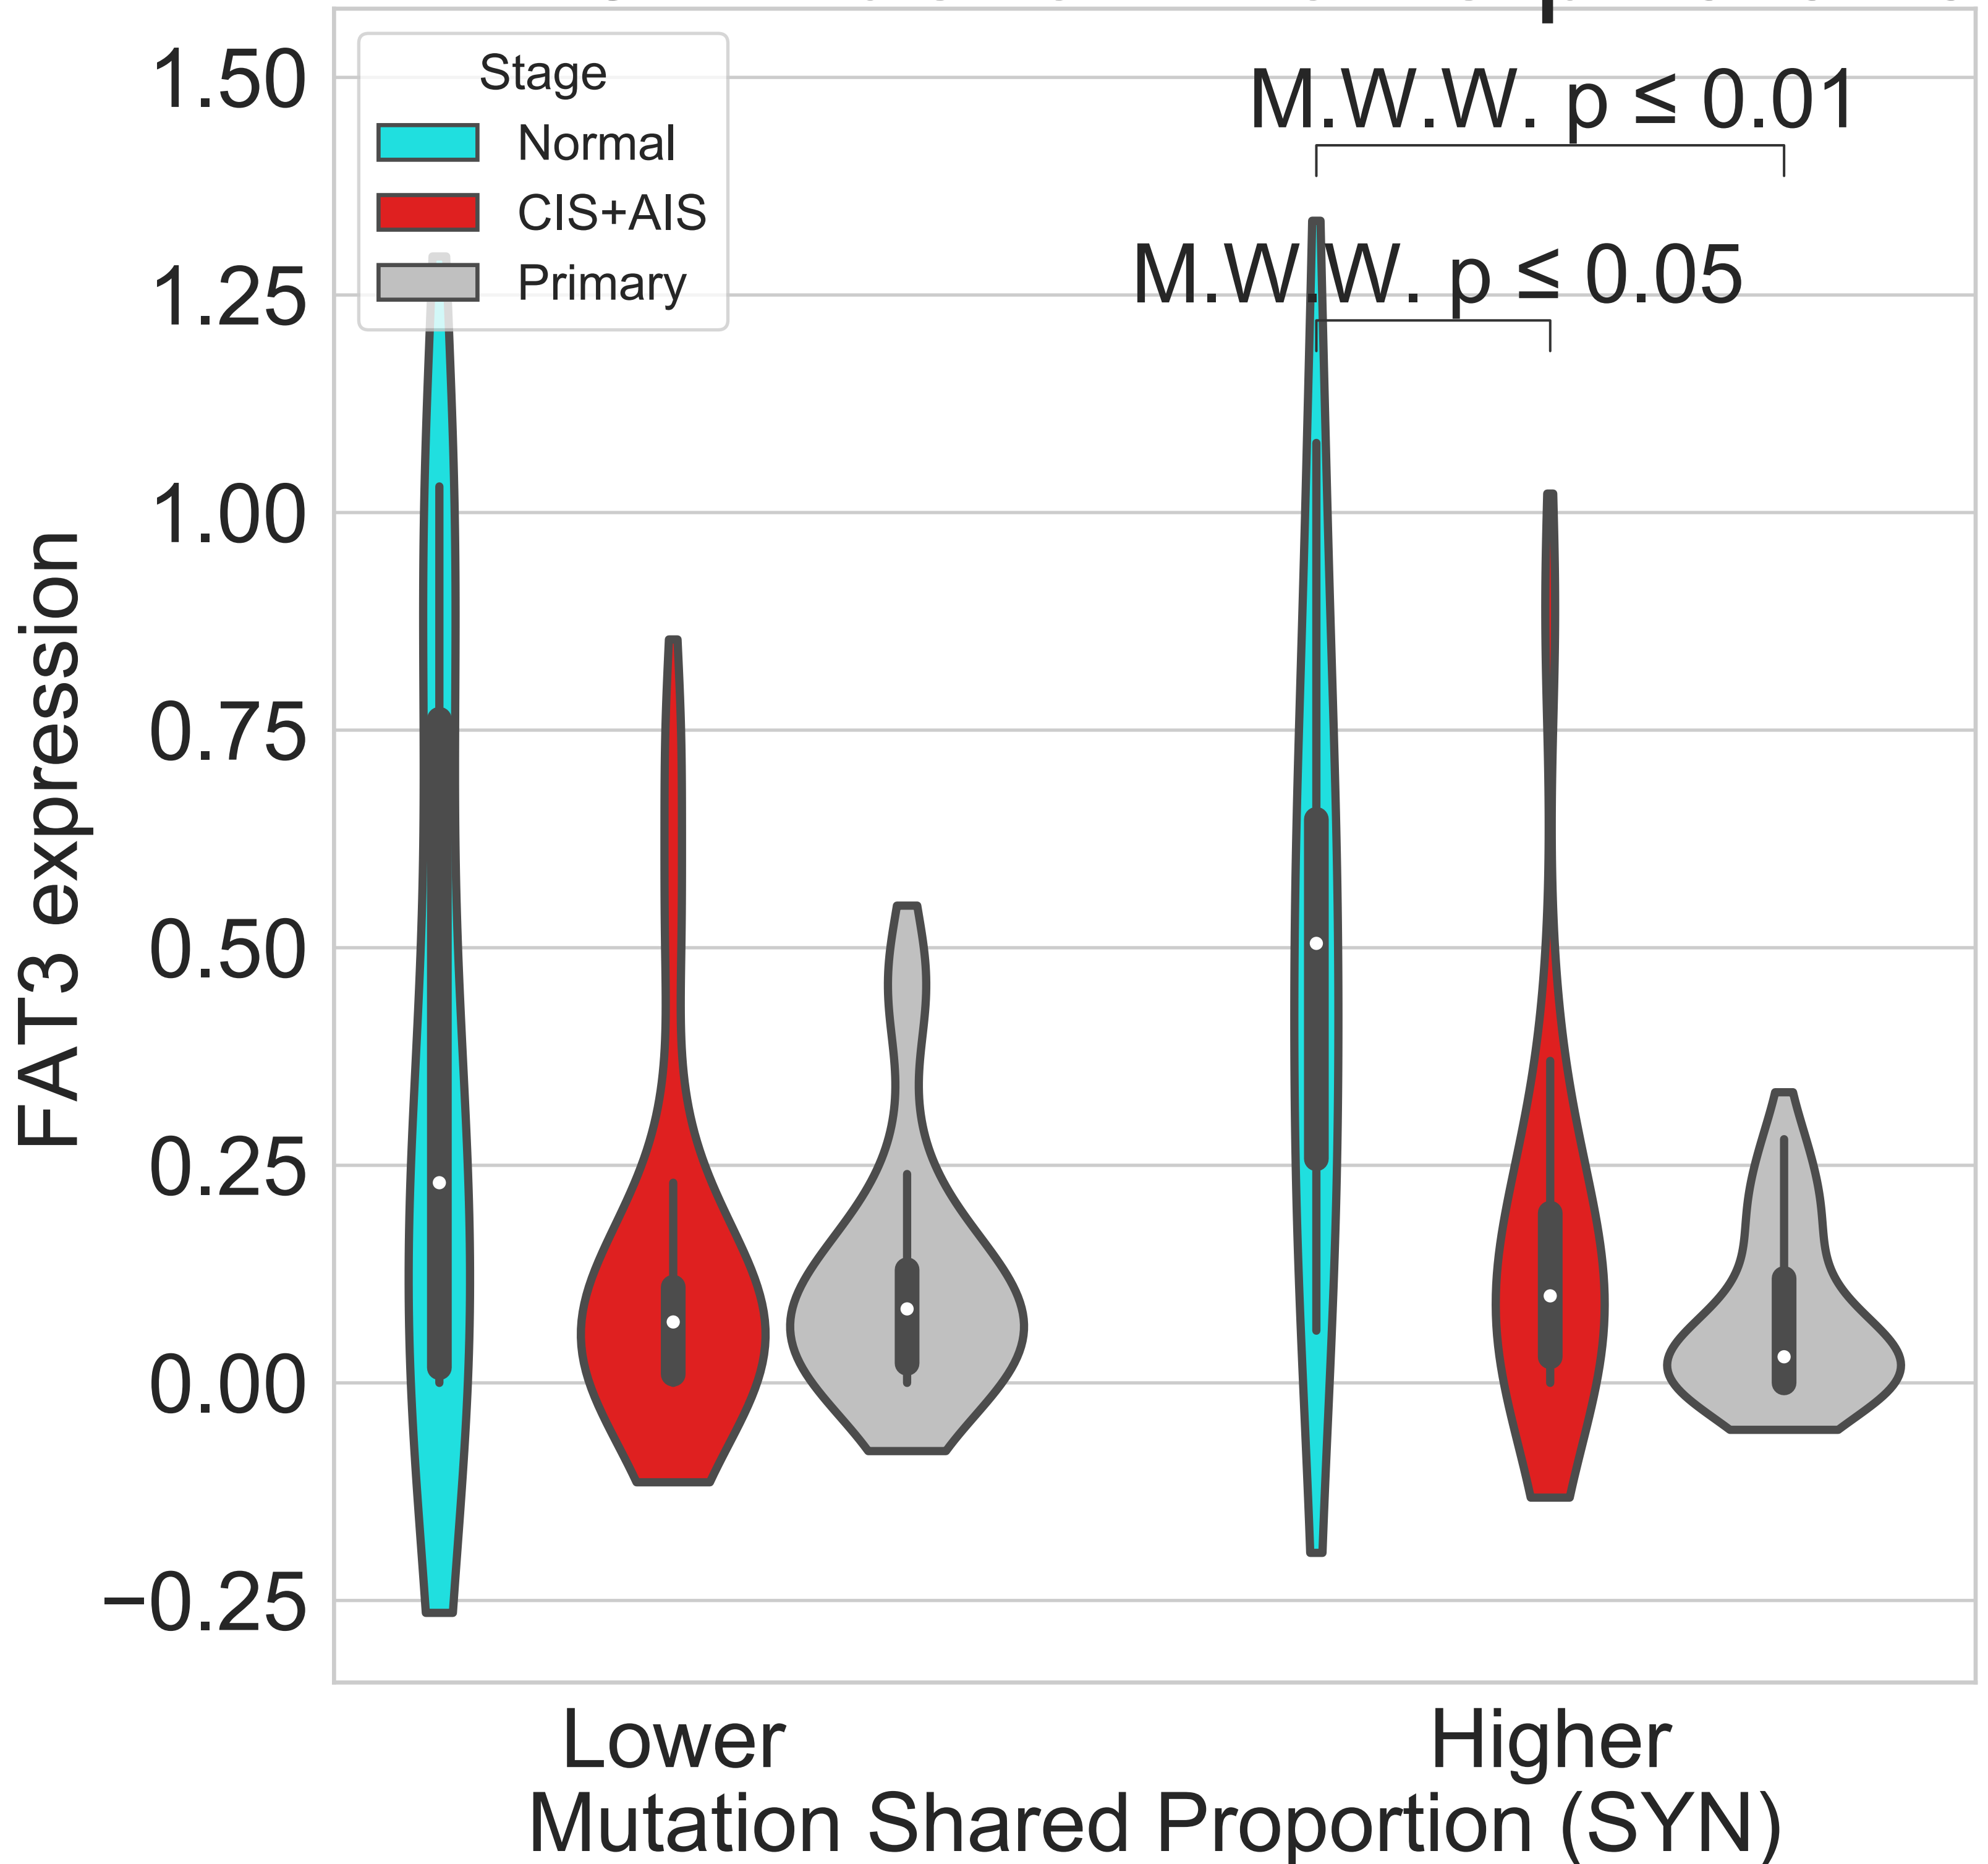 Stage
Normal
CIS+AIS
Primary
M.W.W. p ≤ 0.01
M.W.W. p ≤ 0.05
1.50
1.25
1.00
0.75
0.50
0.25
0.00
−0.25
FAT3 expression
Lower
Higher
Mutation Shared Proportion (SYN)